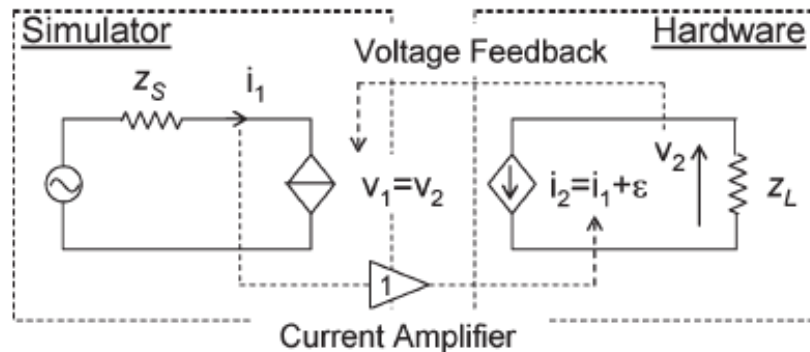 Simulator
Hardware
Voltage Feedback
z_S
i_1
v_1=v_2
i_2=i_1+ε
v_2
z_L
1
Current Amplifier